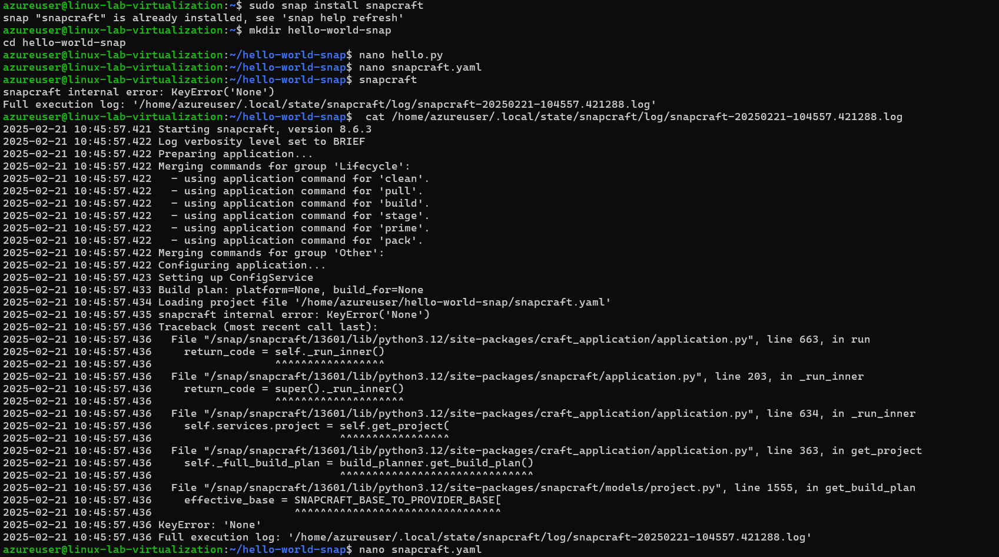 azureuser@linux-lab-virtualization:~$ sudo snap install snapcraft
snap "snapcraft" is already installed, see 'snap help refresh'
azureuser@linux-lab-virtualization:~$ mkdir hello-world-snap
cd hello-world-snap
azureuser@linux-lab-virtualization:~/hello-world-snap$ nano hello.py
azureuser@linux-lab-virtualization:~/hello-world-snap$ nano snapcraft.yaml
azureuser@linux-lab-virtualization:~/hello-world-snap$ snapcraft
snapcraft internal error: KeyError('None')
Full execution log: '/home/azureuser/.local/state/snapcraft/log/snapcraft-20250221-104557.421288.log'
azureuser@linux-lab-virtualization:~/hello-world-snap$  cat /home/azureuser/.local/state/snapcraft/log/snapcraft-20250221-104557.421288.log
2025-02-21 10:45:57.421 Starting snapcraft, version 8.6.3
2025-02-21 10:45:57.422 Log verbosity level set to BRIEF
2025-02-21 10:45:57.422 Preparing application...
2025-02-21 10:45:57.422 Merging commands for group 'Lifecycle':
2025-02-21 10:45:57.422   - using application command for 'clean'.
2025-02-21 10:45:57.422   - using application command for 'pull'.
2025-02-21 10:45:57.422   - using application command for 'build'.
2025-02-21 10:45:57.422   - using application command for 'stage'.
2025-02-21 10:45:57.422   - using application command for 'prime'.
2025-02-21 10:45:57.422   - using application command for 'pack'.
2025-02-21 10:45:57.422 Merging commands for group 'Other':
2025-02-21 10:45:57.422 Configuring application...
2025-02-21 10:45:57.423 Setting up ConfigService
2025-02-21 10:45:57.433 Build plan: platform=None, build_for=None
2025-02-21 10:45:57.434 Loading project file '/home/azureuser/hello-world-snap/snapcraft.yaml'
2025-02-21 10:45:57.435 snapcraft internal error: KeyError('None')
2025-02-21 10:45:57.436 Traceback (most recent call last):
2025-02-21 10:45:57.436   File "/snap/snapcraft/13601/lib/python3.12/site-packages/craft_application/application.py", line 663, in run
2025-02-21 10:45:57.436     return_code = self._run_inner()
2025-02-21 10:45:57.436                   ^^^^^^^^^^^^^^^^^
2025-02-21 10:45:57.436   File "/snap/snapcraft/13601/lib/python3.12/site-packages/snapcraft/application.py", line 203, in _run_inner
2025-02-21 10:45:57.436     return_code = super()._run_inner()
2025-02-21 10:45:57.436                   ^^^^^^^^^^^^^^^^^^^^
2025-02-21 10:45:57.436   File "/snap/snapcraft/13601/lib/python3.12/site-packages/craft_application/application.py", line 634, in _run_inner
2025-02-21 10:45:57.436     self.services.project = self.get_project(
2025-02-21 10:45:57.436                             ^^^^^^^^^^^^^^^^^
2025-02-21 10:45:57.436   File "/snap/snapcraft/13601/lib/python3.12/site-packages/craft_application/application.py", line 363, in get_project
2025-02-21 10:45:57.436     self._full_build_plan = build_planner.get_build_plan()
2025-02-21 10:45:57.436                             ^^^^^^^^^^^^^^^^^^^^^^^^^^^^^^
2025-02-21 10:45:57.436   File "/snap/snapcraft/13601/lib/python3.12/site-packages/snapcraft/models/project.py", line 1555, in get_build_plan
2025-02-21 10:45:57.436     effective_base = SNAPCRAFT_BASE_TO_PROVIDER_BASE[
2025-02-21 10:45:57.436                      ^^^^^^^^^^^^^^^^^^^^^^^^^^^^^^^^
2025-02-21 10:45:57.436 KeyError: 'None'
2025-02-21 10:45:57.436 Full execution log: '/home/azureuser/.local/state/snapcraft/log/snapcraft-20250221-104557.421288.log'
azureuser@linux-lab-virtualization:~/hello-world-snap$ nano snapcraft.yaml